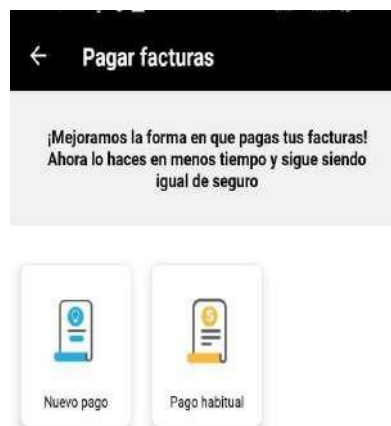 Pagar facturas
¡Mejoramos la forma en que pagas tus facturas!
Ahora lo haces en menos tiempo y sigue siendo
igual de seguro
$
Nuevo pago
Pago habitual